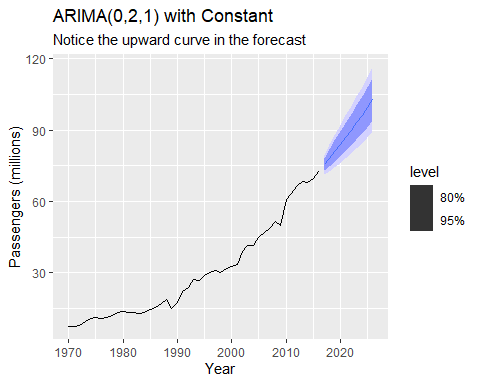 ARIMA(0,2,1) with Constant
Notice the upward curve in the forecast
Passengers (millions)
120
90
60
30
1970
1980
1990
2000
2010
2020
Year
level
80%
95%